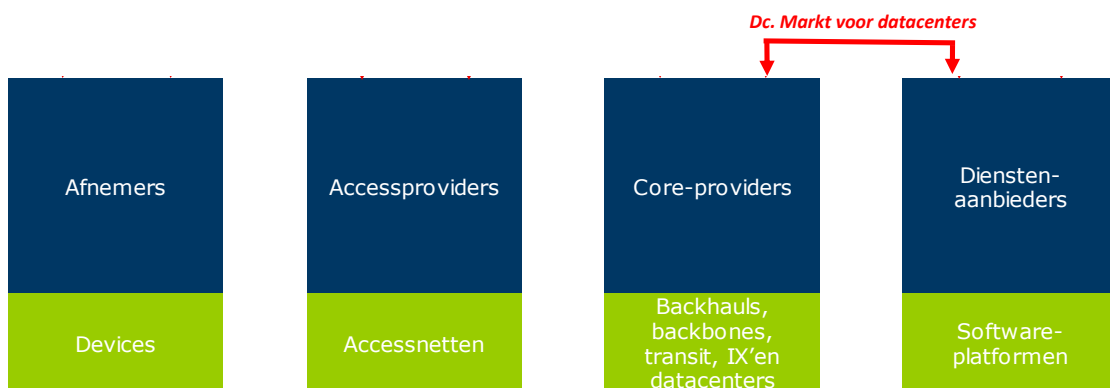 Dc. Markt voor datacenters
Afnemers
Accessproviders
Core-providers
Diensten-
aanbieders
Devices
Accessnetten
Backhauls,
backbones,
transit, IX'en
datacenters
Software-
platformen